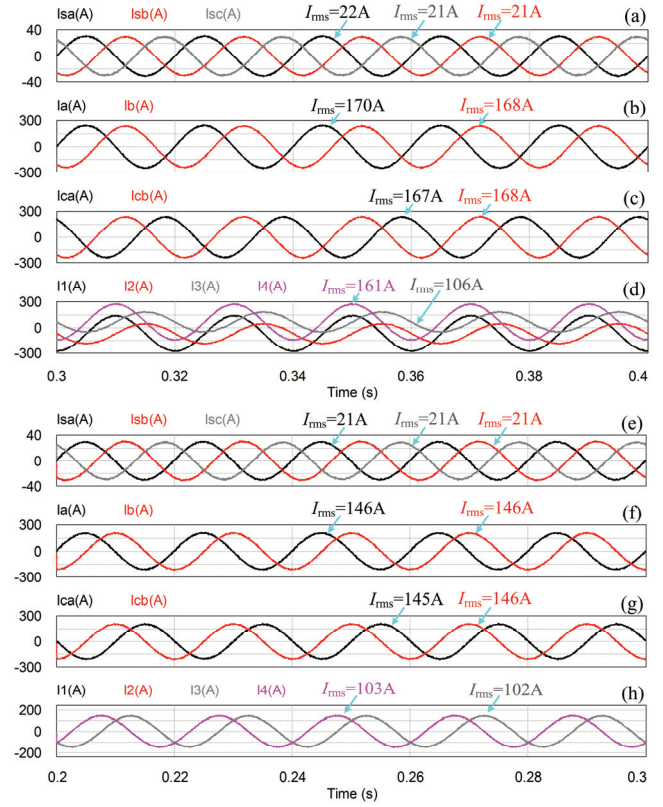 Isa(A) Isb(A) Isc(A) Irms=22A Irms=21A Irms=21A (a)
40
0
-40
Ia(A) Ib(A) Irms=170A Irms=168A (b)
300
0
-300
Ica(A) Icb(A) Irms=167A Irms=168A (c)
300
0
-300
I1(A) I2(A) I3(A) I4(A) Irms=161A Irms=106A (d)
300
0
-300
0.3 0.32 0.34 0.36 0.38 0.4
Time (s)
Isa(A) Isb(A) Isc(A) Irms=21A Irms=21A Irms=21A (e)
40
0
-40
Ia(A) Ib(A) Irms=146A Irms=146A (f)
300
0
-300
Ica(A) Icb(A) Irms=145A Irms=146A (g)
300
0
-300
I1(A) I2(A) I3(A) I4(A) Irms=103A Irms=102A (h)
200
0
-200
0.2 0.22 0.24 0.26 0.28 0.3
Time (s)